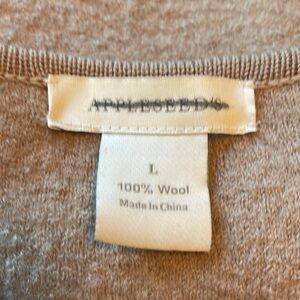 APPLESEED'S
L
100% Wool
Made In China